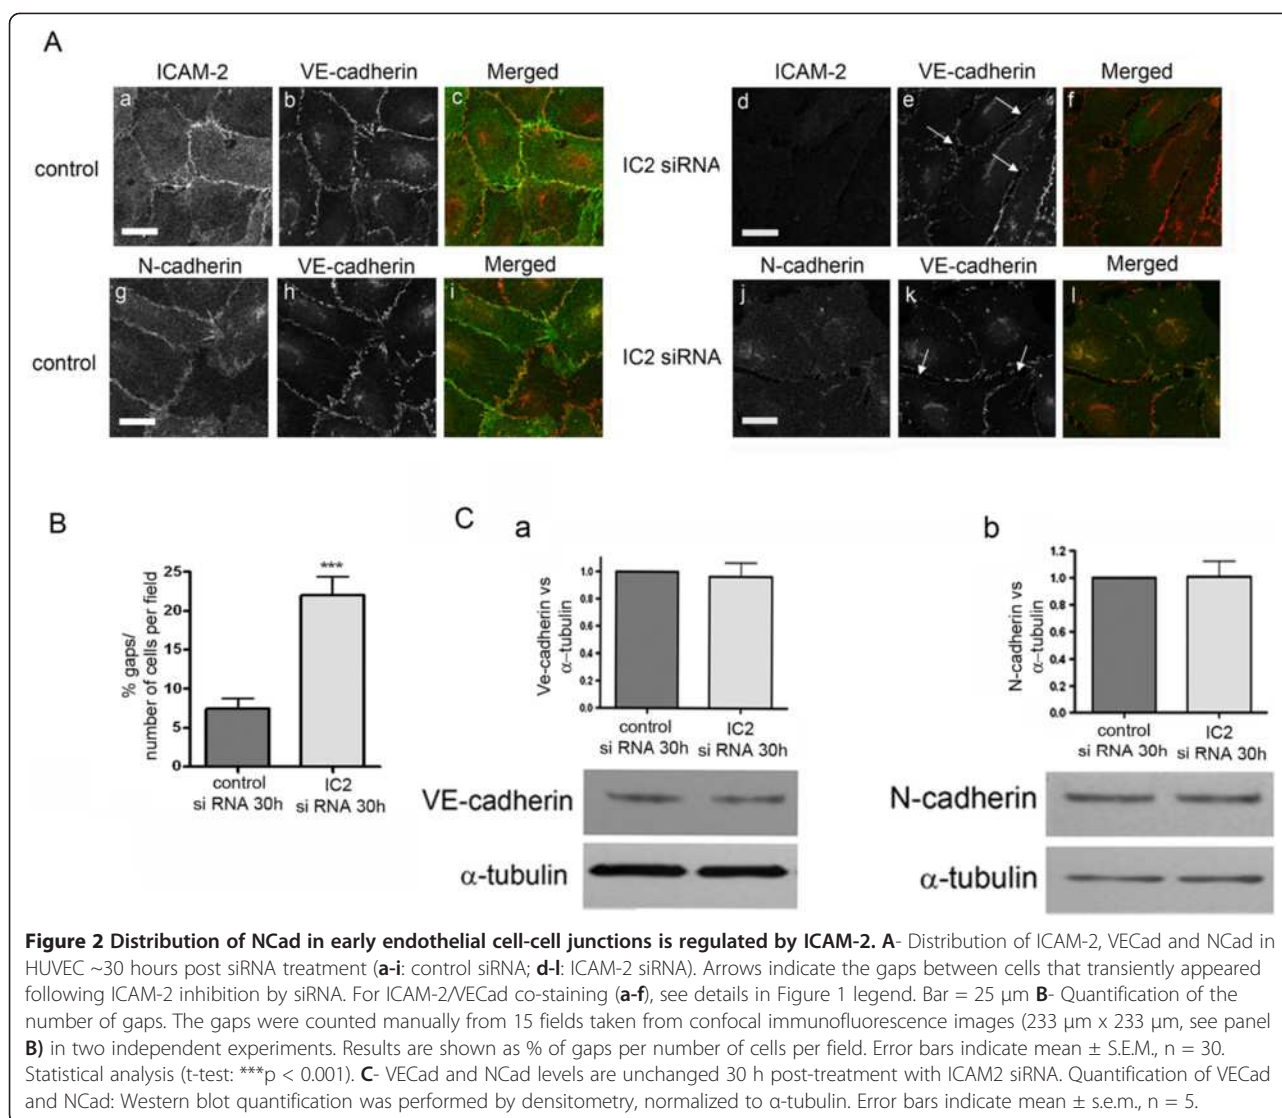 A
ICAM-2 VE-cadherin Merged
a b c
control
ICAM-2 VE-cadherin Merged
d e f
IC2 siRNA
N-cadherin VE-cadherin Merged
g h i
control
N-cadherin VE-cadherin Merged
j k l
IC2 siRNA
B
% gaps/
number of cells per field
25
20
15
10
5
0
***
control
si RNA 30h
IC2
si RNA 30h
C
a
Ve-cadherin vs
α-tubulin
1.0
0.8
0.6
0.4
0.2
0.0
control
si RNA 30h
IC2
si RNA 30h
VE-cadherin
α-tubulin
b
N-cadherin vs
α-tubulin
1.2
1.0
0.8
0.6
0.4
0.2
0.0
control
si RNA 30h
IC2
si RNA 30h
N-cadherin
α-tubulin
Figure 2 Distribution of NCad in early endothelial cell-cell junctions is regulated by ICAM-2. A- Distribution of ICAM-2, VECad and NCad in
HUVEC ~30 hours post siRNA treatment (a-i: control siRNA; d-l: ICAM-2 siRNA). Arrows indicate the gaps between cells that transiently appeared
following ICAM-2 inhibition by siRNA. For ICAM-2/VECad co-staining (a-f), see details in Figure 1 legend. Bar = 25 μm B- Quantification of the
number of gaps. The gaps were counted manually from 15 fields taken from confocal immunofluorescence images (233 μm x 233 μm, see panel
B) in two independent experiments. Results are shown as % of gaps per number of cells per field. Error bars indicate mean ± S.E.M., n = 30.
Statistical analysis (t-test: ***p < 0.001). C- VECad and NCad levels are unchanged 30 h post-treatment with ICAM2 siRNA. Quantification of VECad
and NCad: Western blot quantification was performed by densitometry, normalized to α-tubulin. Error bars indicate mean ± s.e.m., n = 5.